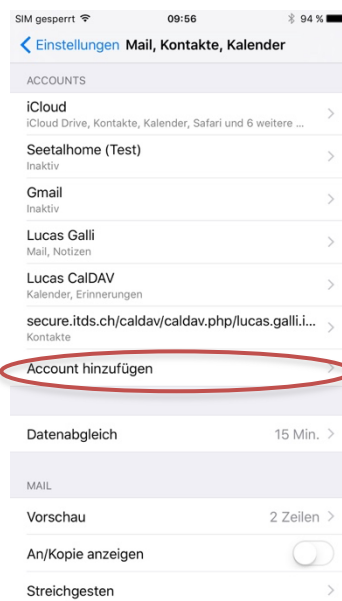 SIM gesperrt 09:56 94 %
Einstellungen Mail, Kontakte, Kalender
ACCOUNTS
iCloud
iCloud Drive, Kontakte, Kalender, Safari und 6 weitere ...
Seetalhome (Test)
Inaktiv
Gmail
Inaktiv
Lucas Galli
Mail, Notizen
Lucas CalDAV
Kalender, Erinnerungen
secure.itds.ch/caldav/caldav.php/lucas.galli.i...
Kontakte
Account hinzufügen
Datenabgleich 15 Min.
MAIL
Vorschau 2 Zeilen
An/Kopie anzeigen
Streichgesten